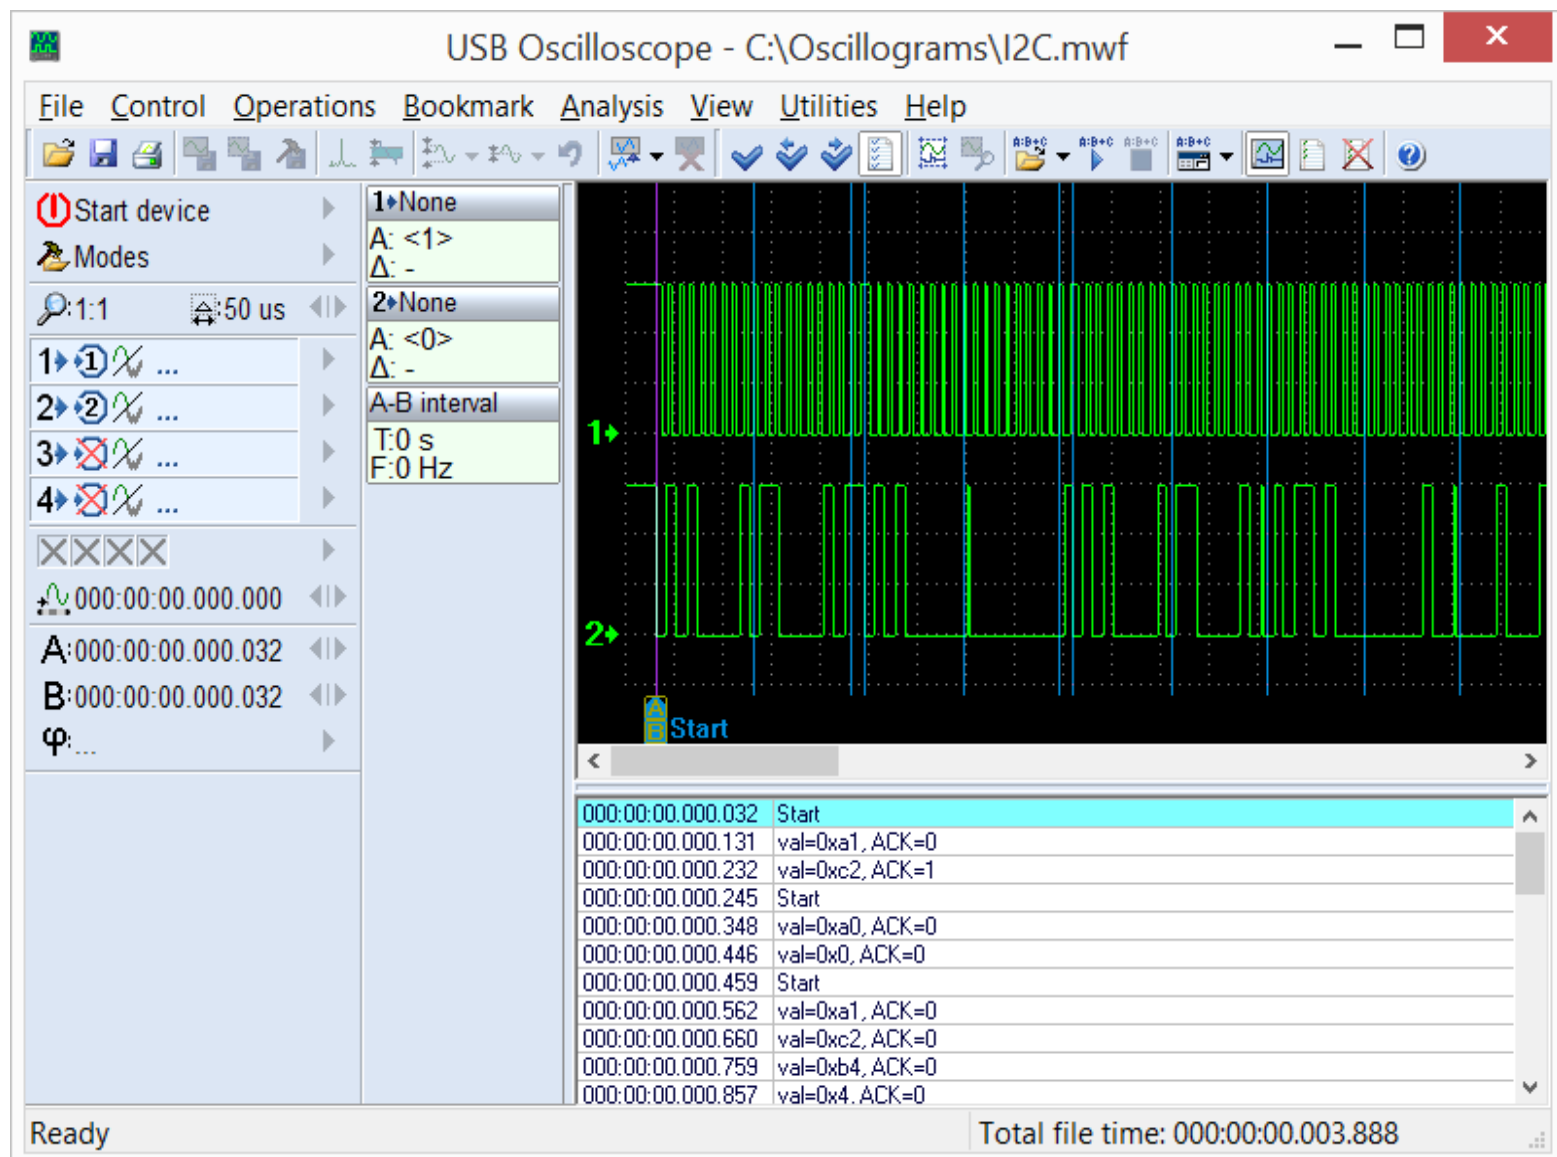 USB Oscilloscope - C:\Oscillograms\I2C.mwf
File Control Operations Bookmark Analysis View Utilities Help
A:B+C A:B+C A:B+C A:B+C
Start device
Modes
:1:1 :50 us
1 1 ...
2 2 ...
3 ...
4 ...
000:00:00.000.000
A:000:00:00.000.032
B:000:00:00.000.032
φ:...
1 None
A: <1>
Δ: -
2 None
A: <0>
Δ: -
A-B interval
T:0 s
F:0 Hz
1
2
A
B Start
000:00:00.000.032 Start
000:00:00.000.131 val=0xa1, ACK=0
000:00:00.000.232 val=0xc2, ACK=1
000:00:00.000.245 Start
000:00:00.000.348 val=0xa0, ACK=0
000:00:00.000.446 val=0x0, ACK=0
000:00:00.000.459 Start
000:00:00.000.562 val=0xa1, ACK=0
000:00:00.000.660 val=0xc2, ACK=0
000:00:00.000.759 val=0xb4, ACK=0
000:00:00.000.857 val=0x4, ACK=0
Ready Total file time: 000:00:00.003.888